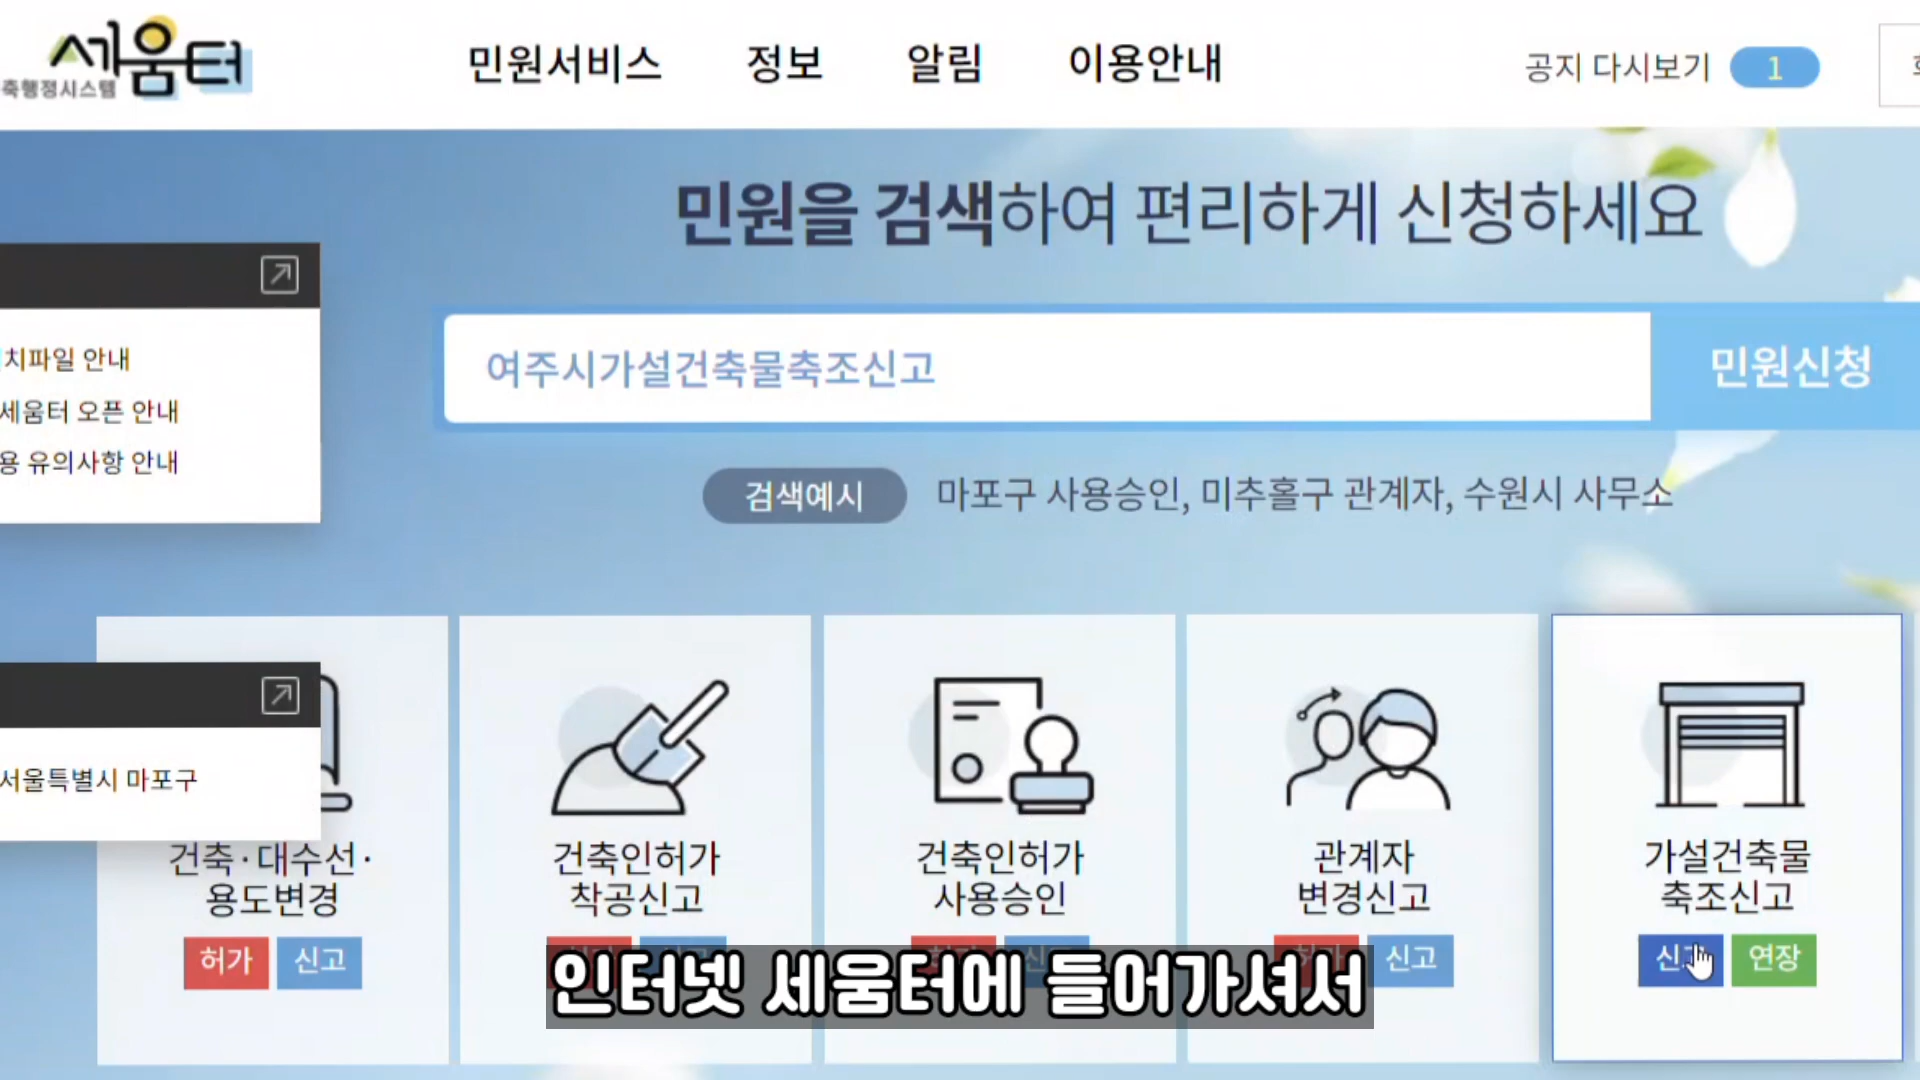 세움터
축행정시스템
민원서비스 정보 알림 이용안내
공지 다시보기 1
민원을 검색하여 편리하게 신청하세요
여주시가설건축물축조신고
민원신청
검색예시 마포구 사용승인, 미추홀구 관계자, 수원시 사무소
치파일 안내
세움터 오픈 안내
용 유의사항 안내
서울특별시 마포구
건축·대수선·
용도변경
허가 신고
건축인허가
착공신고
건축인허가
사용승인
관계자
변경신고
신고
가설건축물
축조신고
신고 연장
인터넷 세움터에 들어가셔서